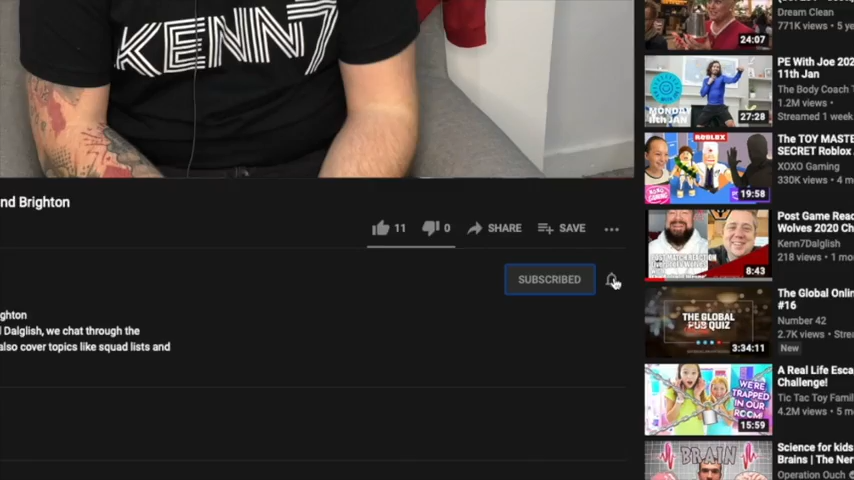 KENN7
nd Brighton
11
0
SHARE
SAVE
SUBSCRIBED
ghton
l Dalglish, we chat through the
also cover topics like squad lists and
Dream Clean
771K views • 5 ye
24:07
PE With Joe 202
11th Jan
The Body Coach T
1.2M views •
Streamed 1 week
MONDAY
11th JAN
27:28
The TOY MASTE
SECRET Roblox
XOXO Gaming
330K views • 4 m
ROBLOX
19:58
Post Game Reac
Wolves 2020 Ch
Kenn7Dalglish
218 views • 1 mo
8:43
The Global Onli
#16
Number 42
2.7K views • Strea
New
THE GLOBAL
PUB QUIZ
3:34:11
A Real Life Esca
Challenge!
Tic Tac Toy Famil
4.2M views • 5 m
WE'RE
TRAPPED
IN OUR
ROOM!
15:59
Science for kids
Brains | The Ner
Operation Ouch
BRAIN